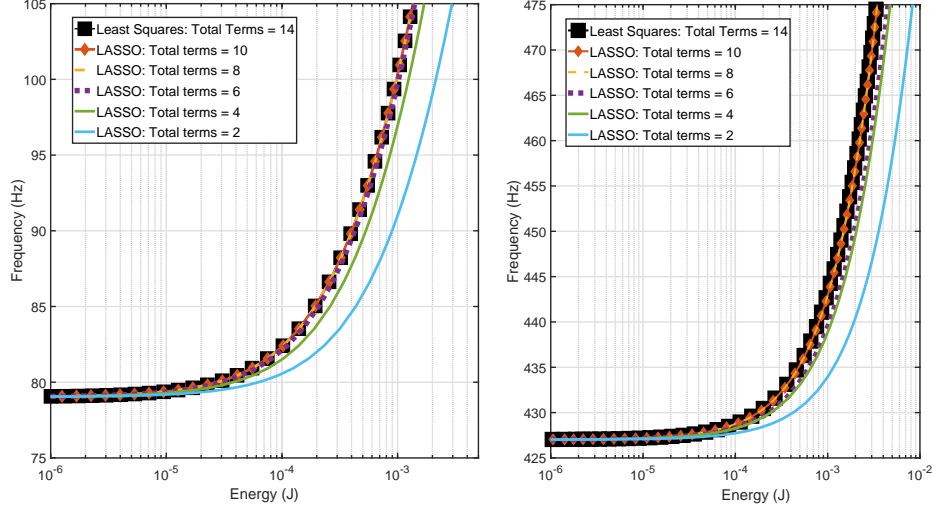 105
100
95
90
85
80
75
Frequency (Hz)
Least Squares: Total Terms = 14
LASSO: Total terms = 10
LASSO: Total terms = 8
LASSO: Total terms = 6
LASSO: Total terms = 4
LASSO: Total terms = 2
10^-6 10^-5 10^-4 10^-3
Energy (J)
475
470
465
460
455
450
445
440
435
430
425
Frequency (Hz)
Least Squares: Total Terms = 14
LASSO: Total terms = 10
LASSO: Total terms = 8
LASSO: Total terms = 6
LASSO: Total terms = 4
LASSO: Total terms = 2
10^-6 10^-5 10^-4 10^-3 10^-2
Energy (J)